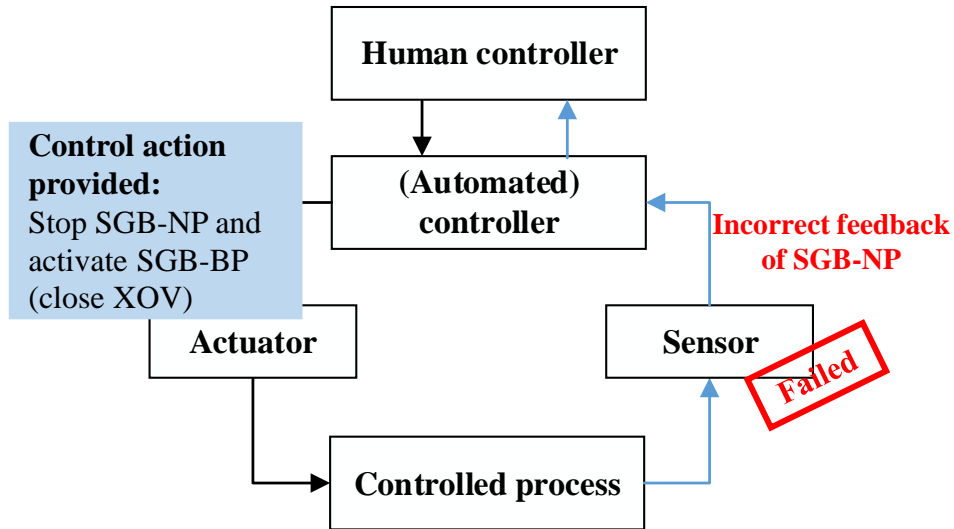 Human controller
Control action
provided:
Stop SGB-NP and
activate SGB-BP
(close XOV)
(Automated)
controller
Incorrect feedback
of SGB-NP
Actuator
Sensor
Failed
Controlled process